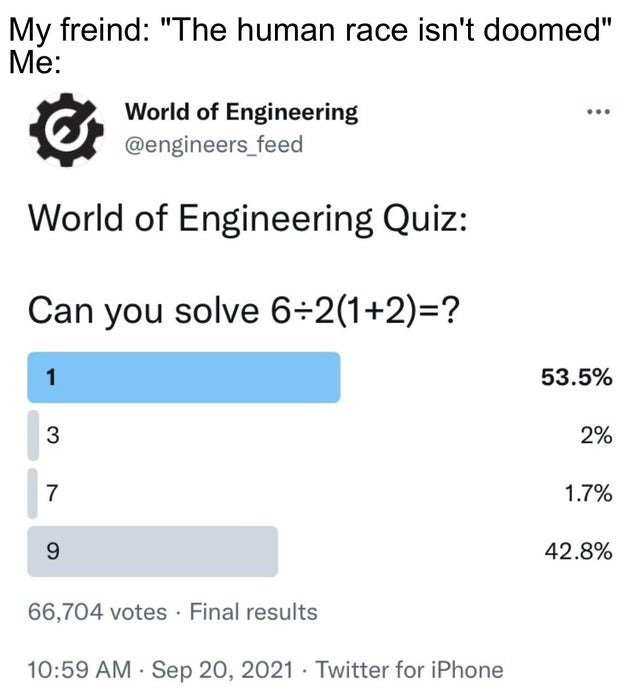 My freind: "The human race isn't doomed"
Me:
World of Engineering
@engineers_feed
World of Engineering Quiz:
Can you solve 6÷2(1+2)=?
1 53.5%
3 2%
7 1.7%
9 42.8%
66,704 votes · Final results
10:59 AM · Sep 20, 2021 · Twitter for iPhone